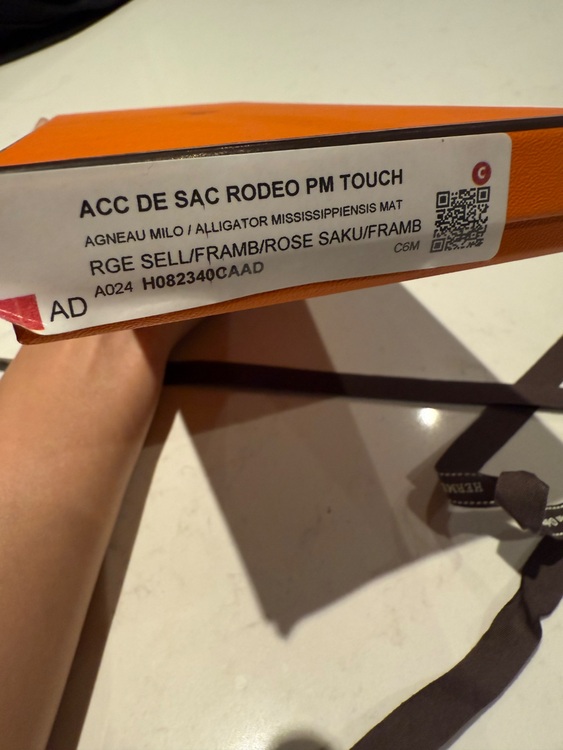 ACC DE SAC RODEO PM TOUCH
C
AGNEAU MILO / ALLIGATOR MISSISSIPPIENSIS MAT
RGE SELL/FRAMB/ROSE SAKU/FRAMB
C6M
A024 H082340CAAD
AD